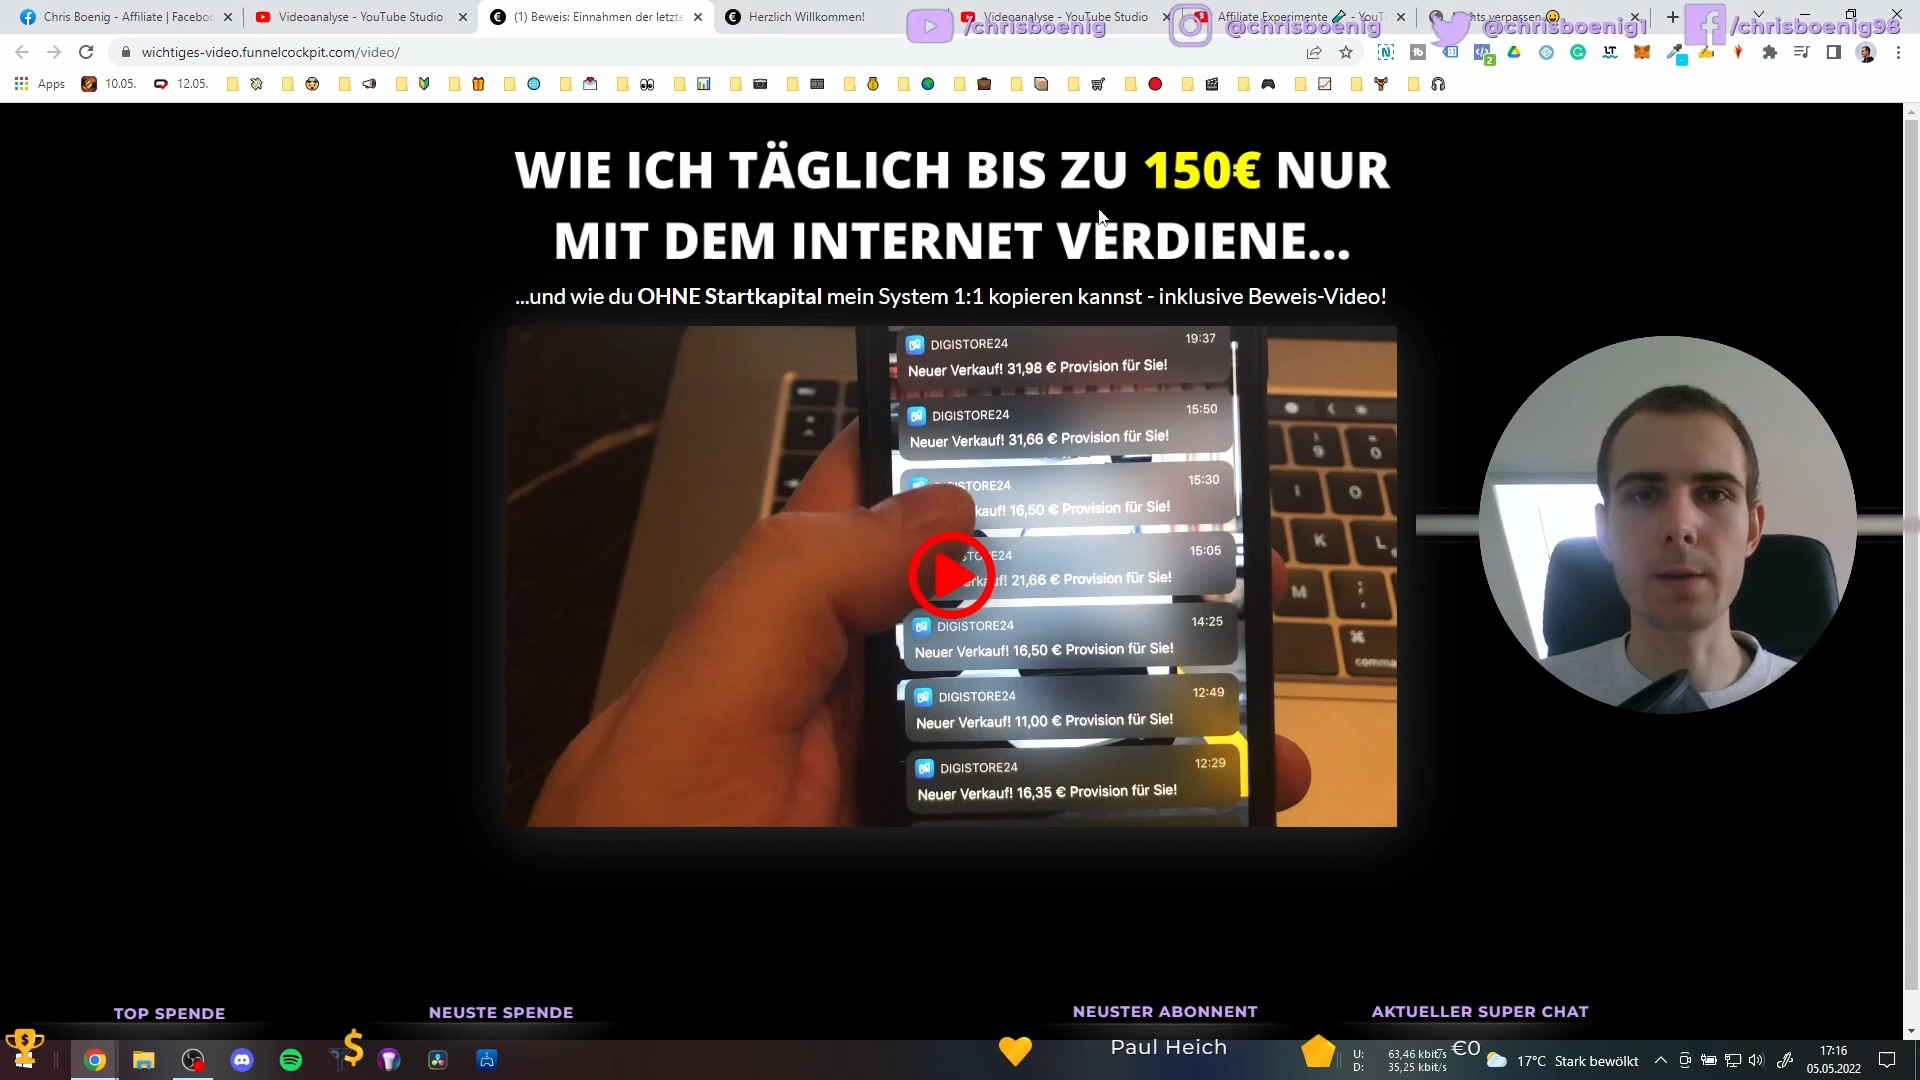 Chris Boenig - Affiliate | Faceboo
Videoanalyse - YouTube Studio
(1) Beweis: Einnahmen der letzte
Herzlich Willkommen!
Videoanalyse - YouTube Studio
Affiliate Experimente
Nichts verpassen
/chrisboenig
@chrisboenig
@chrisboenig1
/chrisboenig98
wichtiges-video.funnelcockpit.com/video/
Apps
10.05.
12.05.
WIE ICH TÄGLICH BIS ZU 150€ NUR
MIT DEM INTERNET VERDIENE...
...und wie du OHNE Startkapital mein System 1:1 kopieren kannst - inklusive Beweis-Video!
DIGISTORE24 19:37
Neuer Verkauf! 31,98 € Provision für Sie!
DIGISTORE24 15:50
Neuer Verkauf! 31,66 € Provision für Sie!
STORE24 15:30
kauf! 16,50 € Provision für Sie!
STORE24 15:05
erkauf! 21,66 € Provision für Sie!
DIGISTORE24 14:25
Neuer Verkauf! 16,50 € Provision für Sie!
DIGISTORE24 12:49
Neuer Verkauf! 11,00 € Provision für Sie!
DIGISTORE24 12:29
Neuer Verkauf! 16,35 € Provision für Sie!
command
TOP SPENDE
NEUSTE SPENDE
NEUSTER ABONNENT
AKTUELLER SUPER CHAT
Paul Heich
€0
U: 63,46 kbit/s
D: 35,25 kbit/s
17°C Stark bewölkt
17:16
05.05.2022